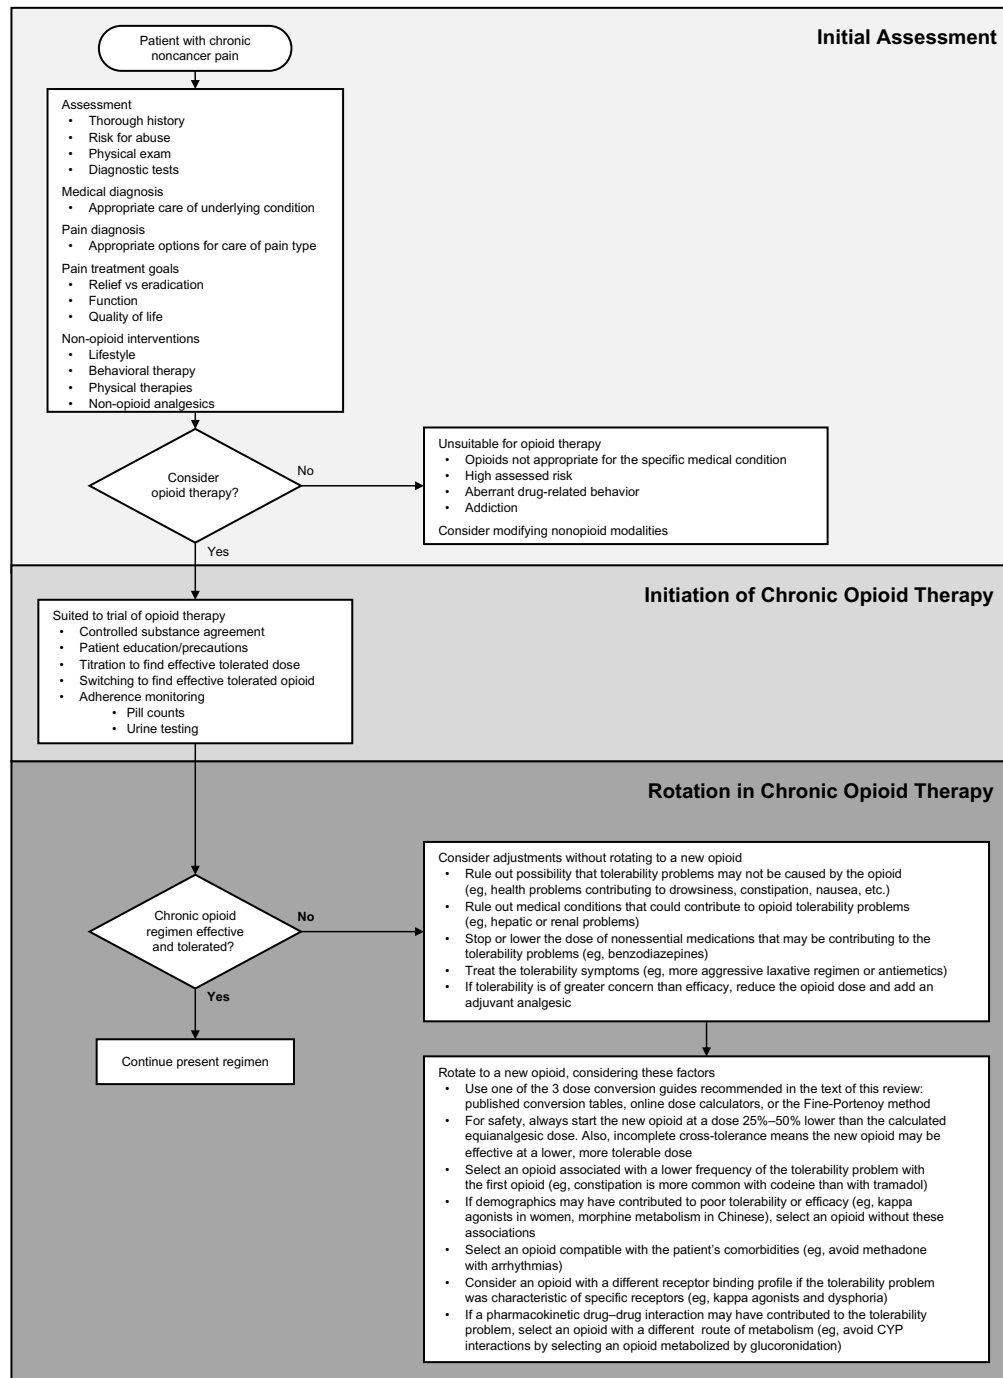 Initial Assessment
Patient with chronic
noncancer pain
Assessment
• Thorough history
• Risk for abuse
• Physical exam
• Diagnostic tests
Medical diagnosis
• Appropriate care of underlying condition
Pain diagnosis
• Appropriate options for care of pain type
Pain treatment goals
• Relief vs eradication
• Function
• Quality of life
Non-opioid interventions
• Lifestyle
• Behavioral therapy
• Physical therapies
• Non-opioid analgesics
Consider
opioid therapy?
No
Unsuitable for opioid therapy
• Opioids not appropriate for the specific medical condition
• High assessed risk
• Aberrant drug-related behavior
• Addiction
Consider modifying nonopioid modalities
Yes
Initiation of Chronic Opioid Therapy
Suited to trial of opioid therapy
• Controlled substance agreement
• Patient education/precautions
• Titration to find effective tolerated dose
• Switching to find effective tolerated opioid
• Adherence monitoring
• Pill counts
• Urine testing
Rotation in Chronic Opioid Therapy
Chronic opioid
regimen effective
and tolerated?
No
Yes
Continue present regimen
Consider adjustments without rotating to a new opioid
• Rule out possibility that tolerability problems may not be caused by the opioid
(eg, health problems contributing to drowsiness, constipation, nausea, etc.)
• Rule out medical conditions that could contribute to opioid tolerability problems
(eg, hepatic or renal problems)
• Stop or lower the dose of nonessential medications that may be contributing to the
tolerability problems (eg, benzodiazepines)
• Treat the tolerability symptoms (eg, more aggressive laxative regimen or antiemetics)
• If tolerability is of greater concern than efficacy, reduce the opioid dose and add an
adjuvant analgesic
Rotate to a new opioid, considering these factors
• Use one of the 3 dose conversion guides recommended in the text of this review:
published conversion tables, online dose calculators, or the Fine-Portenoy method
• For safety, always start the new opioid at a dose 25%–50% lower than the calculated
equianalgesic dose. Also, incomplete cross-tolerance means the new opioid may be
effective at a lower, more tolerable dose
• Select an opioid associated with a lower frequency of the tolerability problem with
the first opioid (eg, constipation is more common with codeine than with tramadol)
• If demographics may have contributed to poor tolerability or efficacy (eg, kappa
agonists in women, morphine metabolism in Chinese), select an opioid without these
associations
• Select an opioid compatible with the patient's comorbidities (eg, avoid methadone
with arrhythmias)
• Consider an opioid with a different receptor binding profile if the tolerability problem
was characteristic of specific receptors (eg, kappa agonists and dysphoria)
• If a pharmacokinetic drug–drug interaction may have contributed to the tolerability
problem, select an opioid with a different route of metabolism (eg, avoid CYP
interactions by selecting an opioid metabolized by glucoronidation)